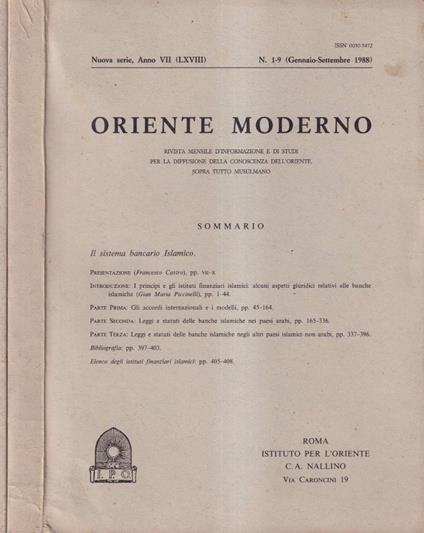 ISSN 0030-5472
Nuova serie, Anno VII (LXVIII) N. 1-9 (Gennaio-Settembre 1988)
ORIENTE MODERNO
RIVISTA MENSILE D'INFORMAZIONE E DI STUDI
PER LA DIFFUSIONE DELLA CONOSCENZA DELL'ORIENTE,
SOPRA TUTTO MUSULMANO
SOMMARIO
Il sistema bancario Islamico.
PRESENTAZIONE (Francesco Castro), pp. VII-X
INTRODUZIONE: I principi e gli istituti finanziari islamici: alcuni aspetti giuridici relativi alle banche
islamiche (Gian Maria Piccinelli), pp. 1-44.
PARTE PRIMA: Gli accordi internazionali e i modelli, pp. 45-164.
PARTE SECONDA: Leggi e statuti delle banche islamiche nei paesi arabi, pp. 165-336.
PARTE TERZA: Leggi e statuti delle banche islamiche negli altri paesi islamici non arabi, pp. 337-396.
Bibliografia: pp. 397-403.
Elenco degli istituti finanziari islamici: pp. 405-408.
I.P.O.
ROMA
ISTITUTO PER L'ORIENTE
C. A. NALLINO
VIA CARONCINI 19